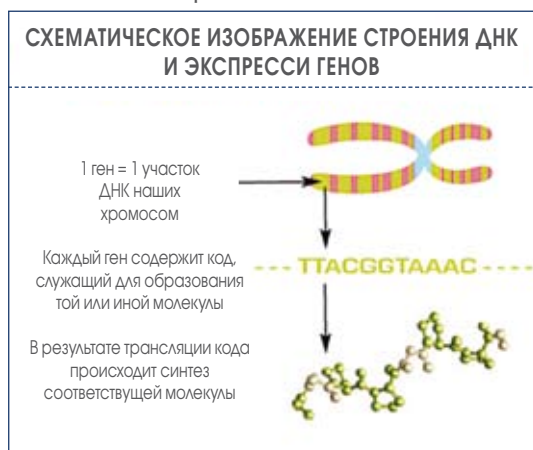 СХЕМАТИЧЕСКОЕ ИЗОБРАЖЕНИЕ СТРОЕНИЯ ДНК
И ЭКСПРЕССИ ГЕНОВ
1 ген = 1 участок
ДНК наших
хромосом
Каждый ген содержит код,
служащий для образования
той или иной молекулы
--- TTACGGTAAAC ----
В результате трансляции кода
происходит синтез
соответствущей молекулы